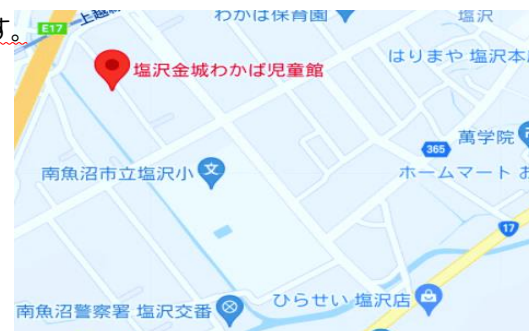 す。
わかば保育園
塩沢
E17
上越新
はりまや 塩沢本店
塩沢金城わかば児童館
萬学院
365
南魚沼市立塩沢小
文
ホームマート お
17
ひらせい 塩沢店
南魚沼警察署 塩沢交番